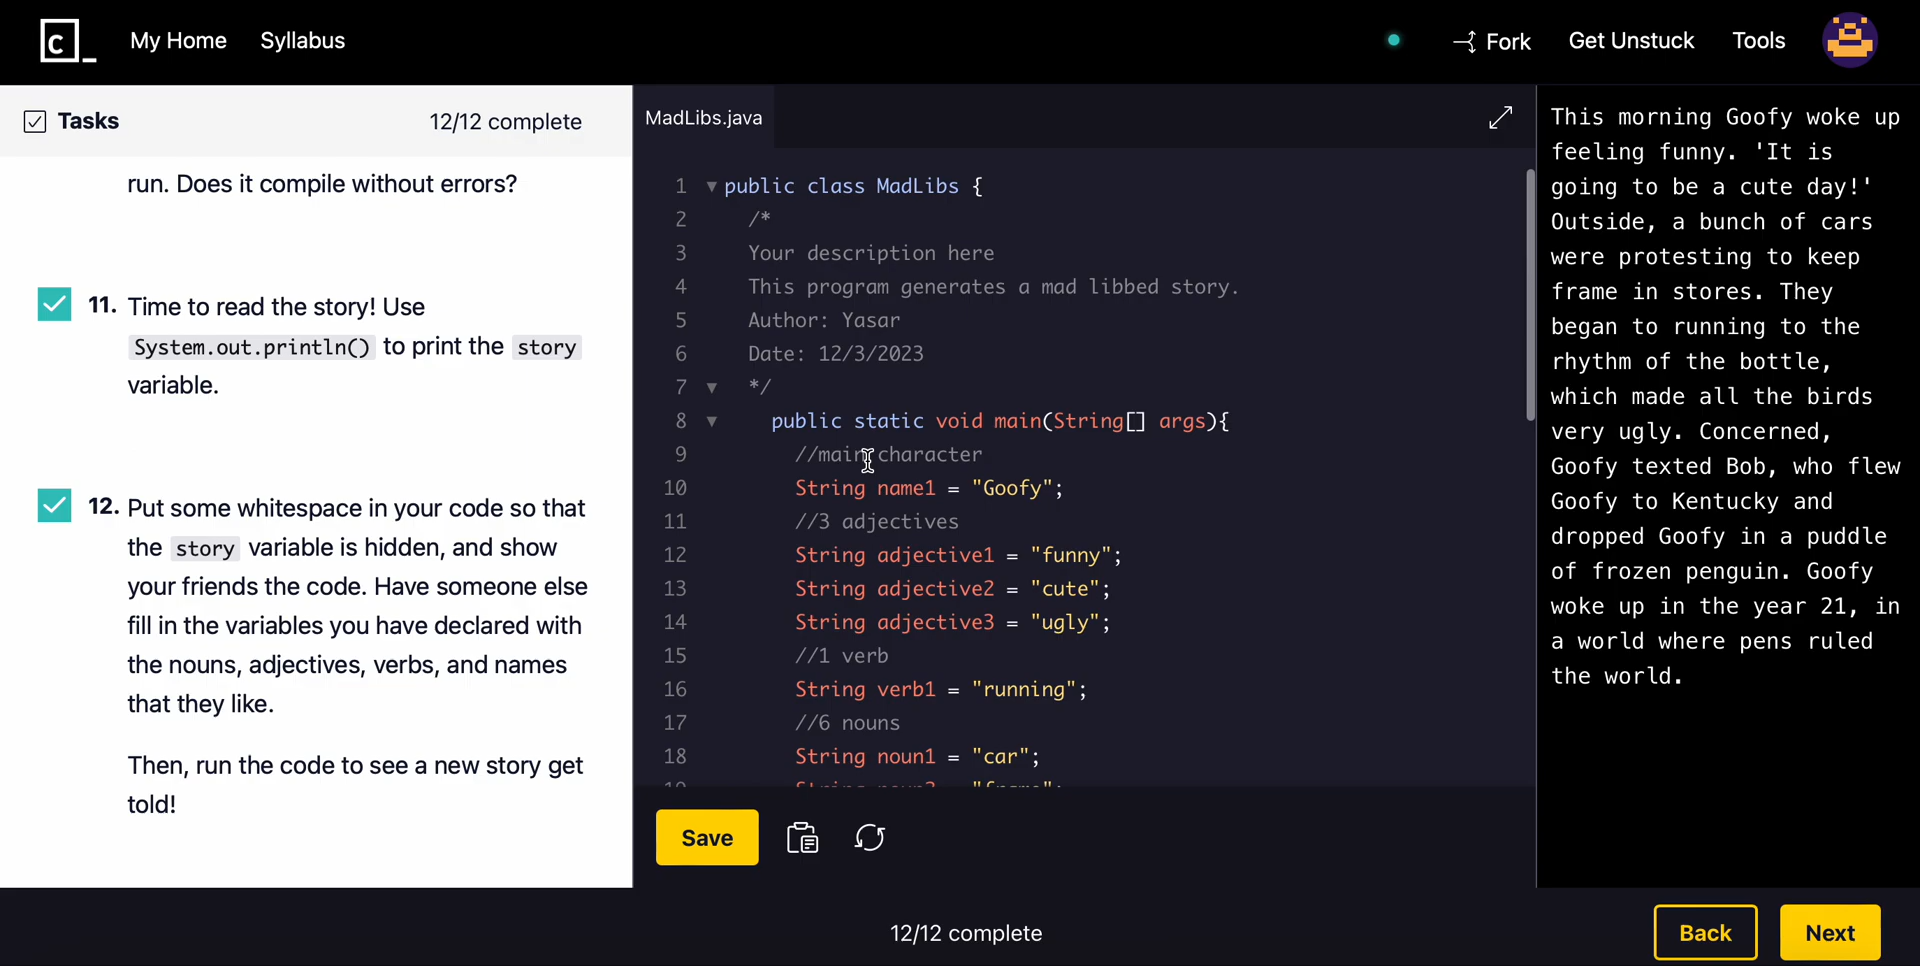 c_
My Home
Syllabus
Fork
Get Unstuck
Tools
Tasks
12/12 complete
run. Does it compile without errors?
11. Time to read the story! Use
System.out.println() to print the story
variable.
12. Put some whitespace in your code so that
the story variable is hidden, and show
your friends the code. Have someone else
fill in the variables you have declared with
the nouns, adjectives, verbs, and names
that they like.
Then, run the code to see a new story get
told!
MadLibs.java
1 public class MadLibs {
2 /*
3 Your description here
4 This program generates a mad libbed story.
5 Author: Yasar
6 Date: 12/3/2023
7 */
8 public static void main(String[] args){
9 //main character
10 String name1 = "Goofy";
11 //3 adjectives
12 String adjective1 = "funny";
13 String adjective2 = "cute";
14 String adjective3 = "ugly";
15 //1 verb
16 String verb1 = "running";
17 //6 nouns
18 String noun1 = "car";
Save
This morning Goofy woke up
feeling funny. 'It is
going to be a cute day!'
Outside, a bunch of cars
were protesting to keep
frame in stores. They
began to running to the
rhythm of the bottle,
which made all the birds
very ugly. Concerned,
Goofy texted Bob, who flew
Goofy to Kentucky and
dropped Goofy in a puddle
of frozen penguin. Goofy
woke up in the year 21, in
a world where pens ruled
the world.
12/12 complete
Back
Next